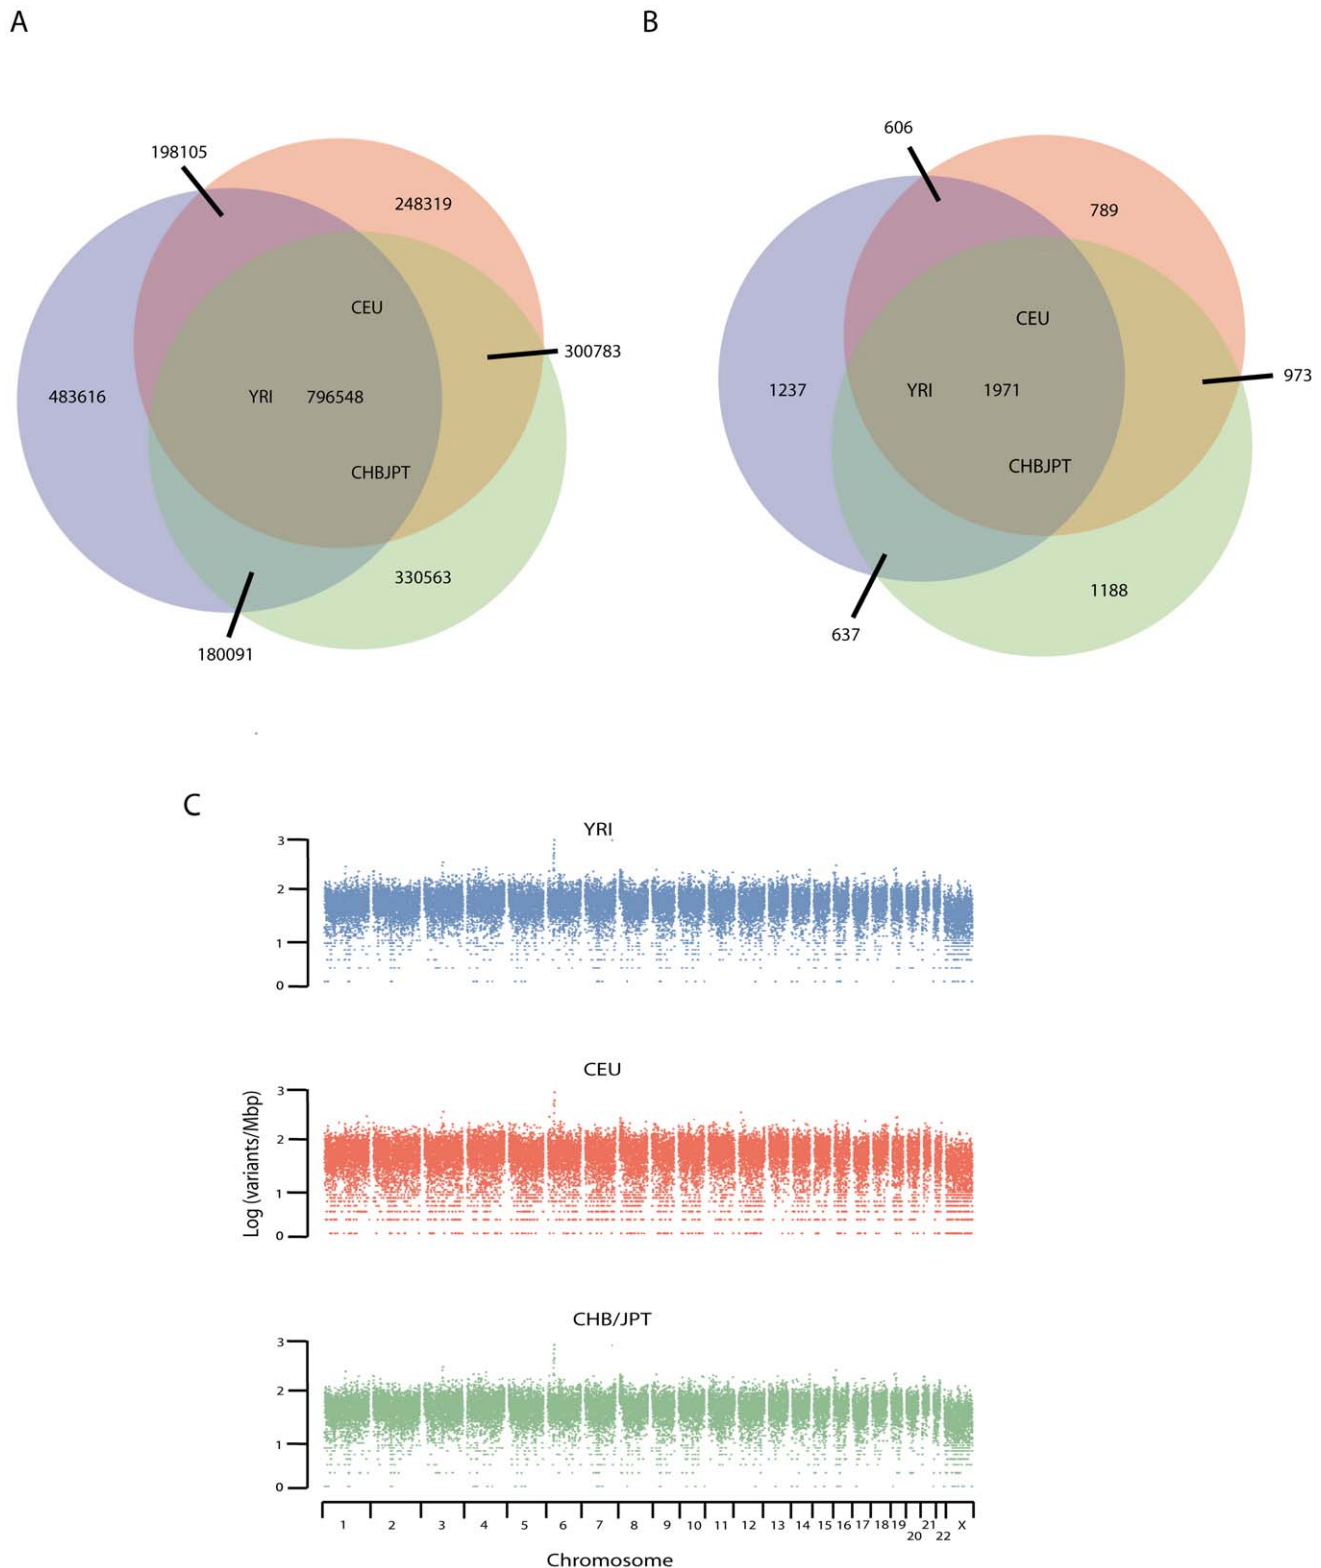 A
B
606
198105
248319
789
CEU
CEU
300783
973
483616
YRI 796548
1237
YRI 1971
CHBJPT
CHBJPT
330563
1188
637
180091
C
YRI
3
2
1
0
CEU
3
2
1
0
Log (variants/Mbp)
CHB/JPT
3
2
1
0
1 2 3 4 5 6 7 8 9 10 11 12 13 14 15 16 17 18 19 20 21 22 X
Chromosome